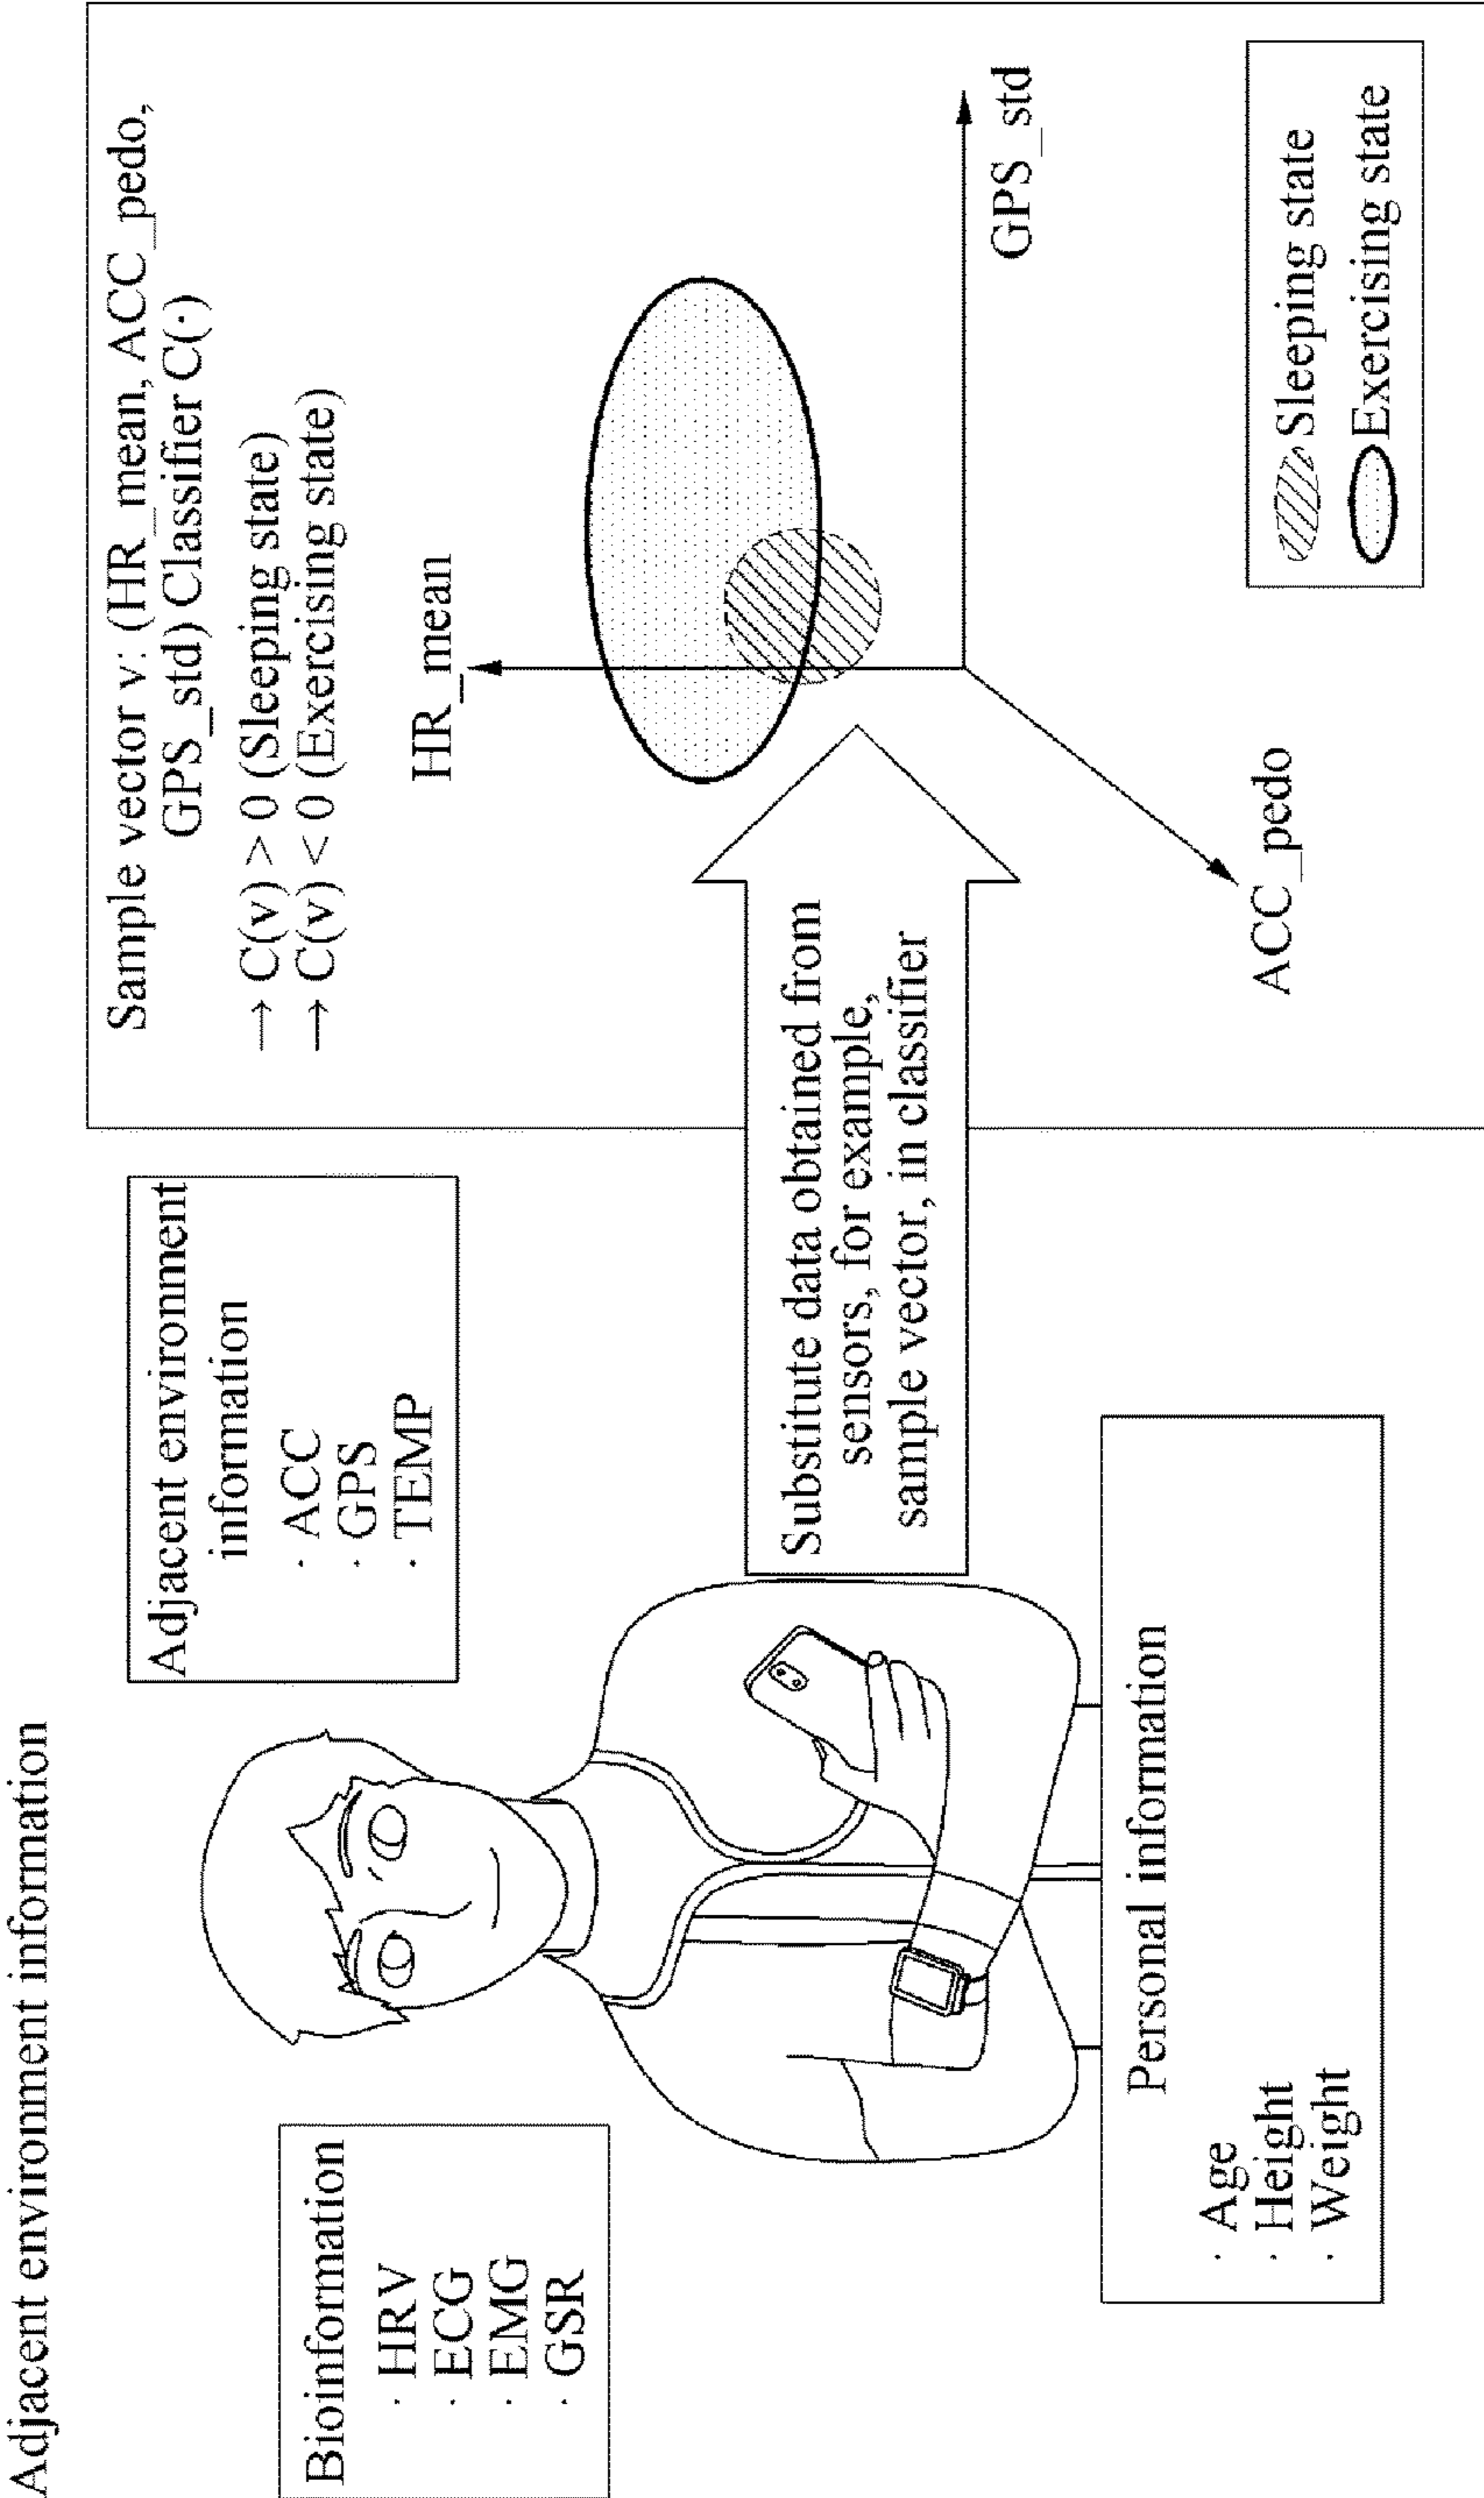 Adjacent environment information
Bioinformation
· HRV
· ECG
· EMG
· GSR
Adjacent environment
information
· ACC
· GPS
· TEMP
Personal information
· Age
· Height
· Weight
Substitute data obtained from
sensors, for example,
sample vector, in classifier
Sample vector v: (HR_mean, ACC_pedo,
GPS_std) Classifier C(·)
→ C(v) > 0 (Sleeping state)
→ C(v) < 0 (Exercising state)
HR_mean
GPS_std
ACC_pedo
Sleeping state
Exercising state